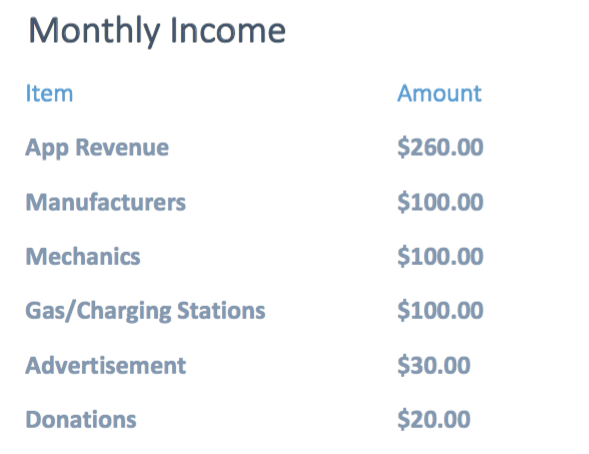 Monthly Income
Item Amount
App Revenue $260.00
Manufacturers $100.00
Mechanics $100.00
Gas/Charging Stations $100.00
Advertisement $30.00
Donations $20.00